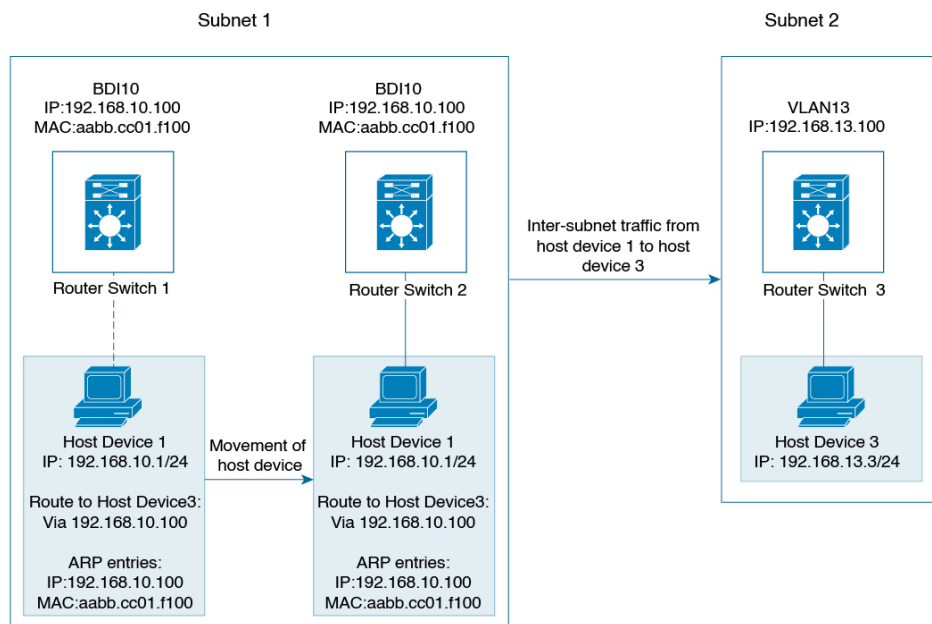 Subnet 1
Subnet 2
BDI10
IP:192.168.10.100
MAC:aabb.cc01.f100
BDI10
IP:192.168.10.100
MAC:aabb.cc01.f100
VLAN13
IP:192.168.13.100
Router Switch 1
Router Switch 2
Inter-subnet traffic from
host device 1 to host
device 3
Router Switch  3
Host Device 1
IP: 192.168.10.1/24
Route to Host Device3:
Via 192.168.10.100
ARP entries:
IP:192.168.10.100
MAC:aabb.cc01.f100
Movement of
host device
Host Device 1
IP: 192.168.10.1/24
Route to Host Device3:
Via 192.168.10.100
ARP entries:
IP:192.168.10.100
MAC:aabb.cc01.f100
Host Device 3
IP: 192.168.13.3/24